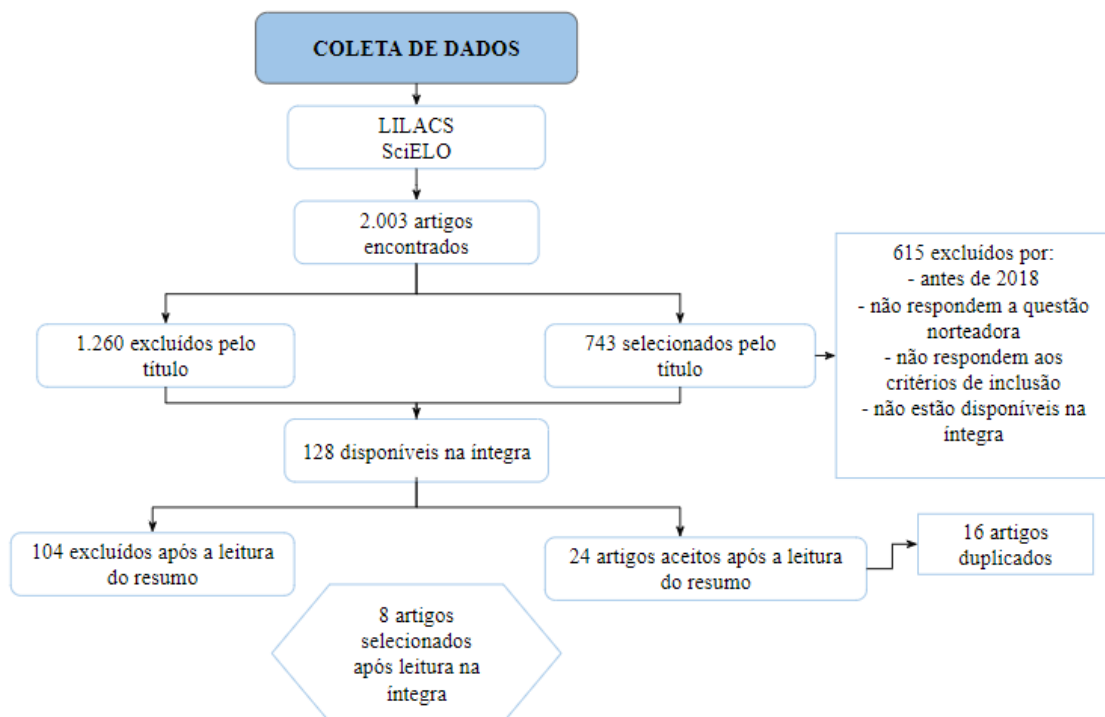 COLETA DE DADOS
LILACS
SciELO
2.003 artigos
encontrados
1.260 excluídos pelo
título
743 selecionados pelo
título
615 excluídos por:
- antes de 2018
- não respondem a questão
norteadora
- não respondem aos
critérios de inclusão
- não estão disponíveis na
íntegra
128 disponíveis na íntegra
104 excluídos após a leitura
do resumo
24 artigos aceitos após a leitura
do resumo
16 artigos
duplicados
8 artigos
selecionados
após leitura na
íntegra